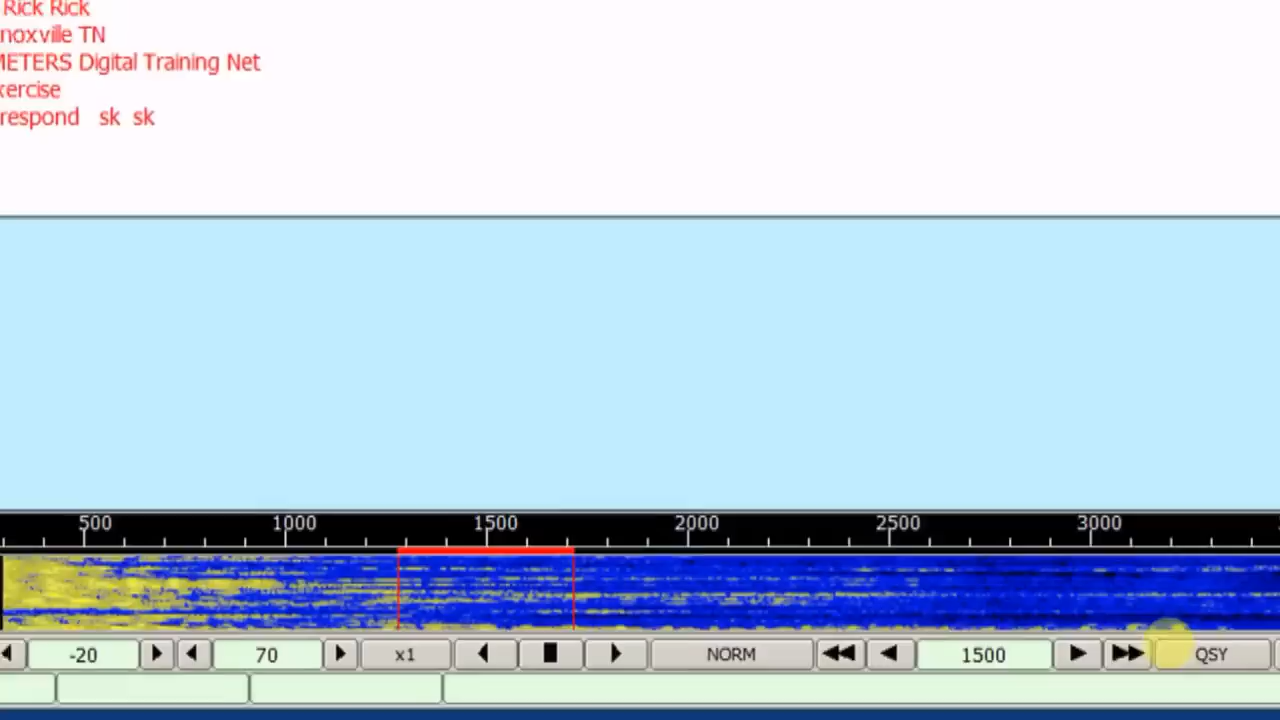 Rick Rick
noxville TN
METERS Digital Training Net
xercise
respond sk sk
500 1000 1500 2000 2500 3000
-20 70 x1 NORM 1500 QSY